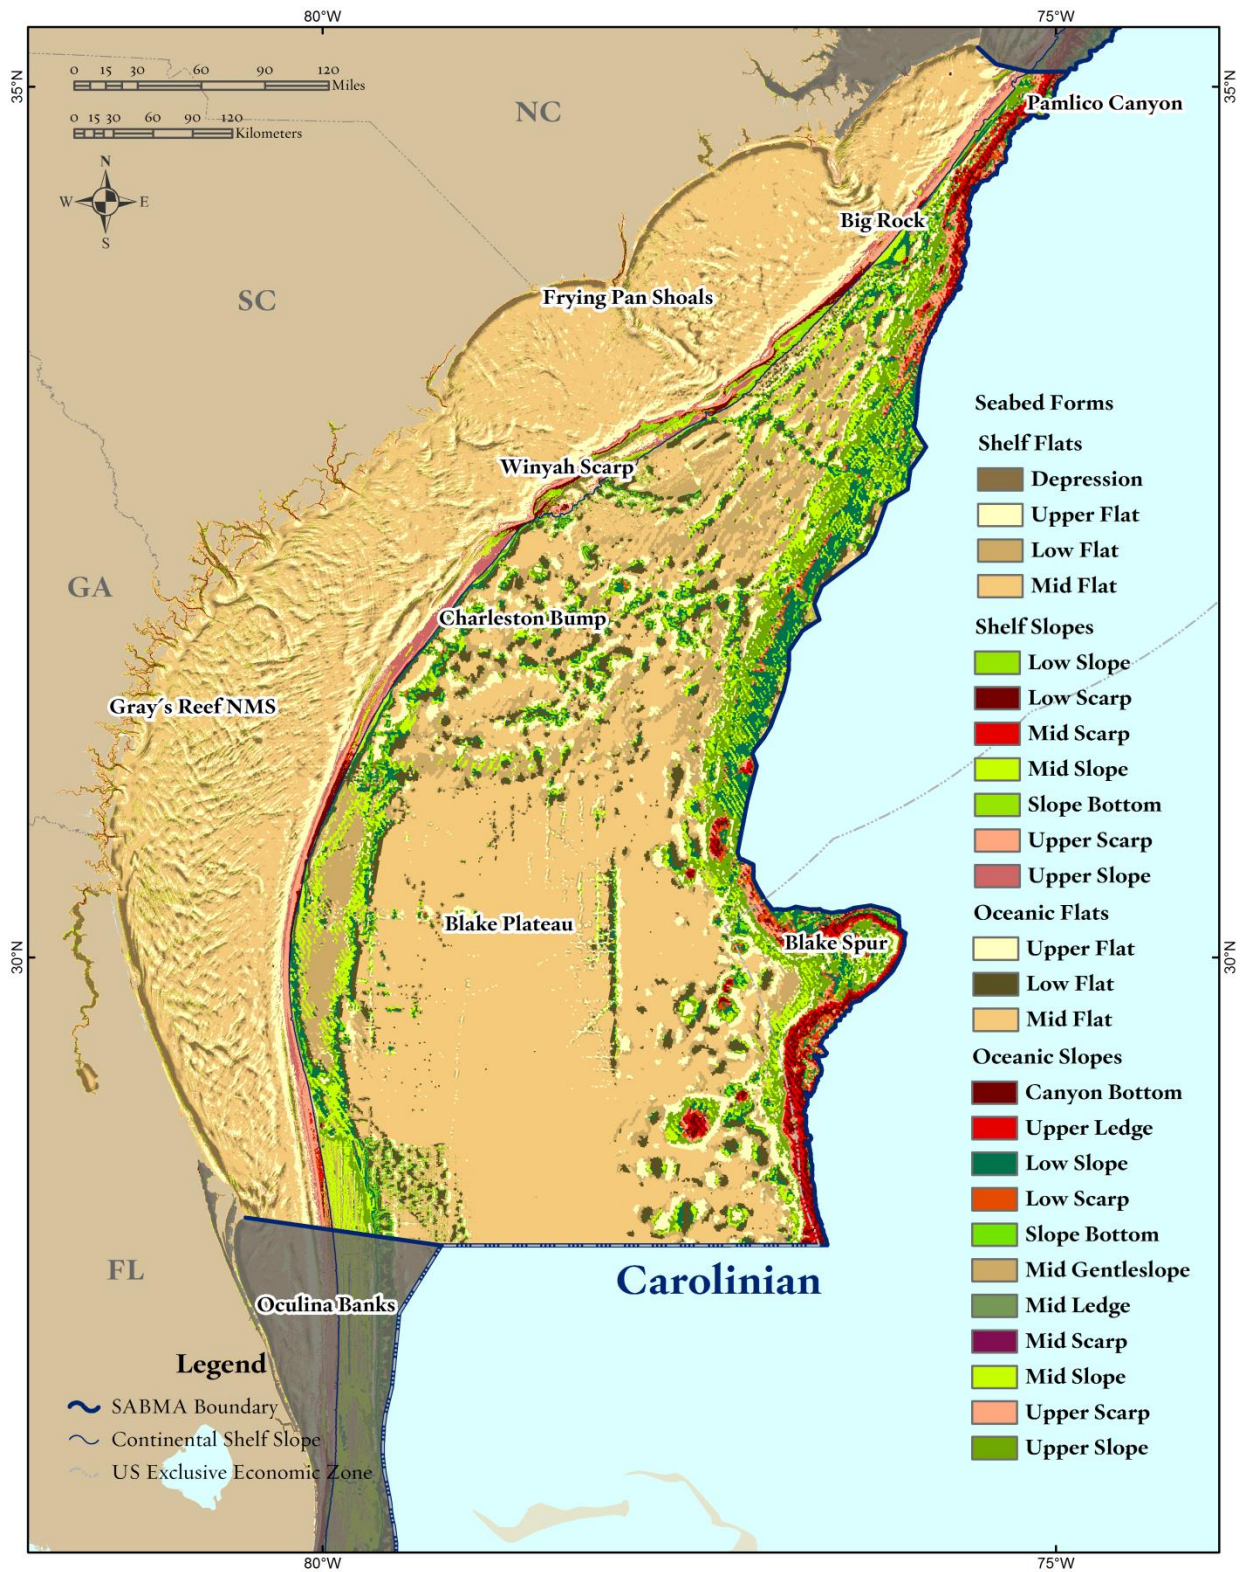 80°W 75°W
35°N 35°N
0 15 30 60 90 120
Miles
0 15 30 60 90 120
Kilometers
N
W E
S
NC
Pamlico Canyon
Big Rock
SC
Frying Pan Shoals
Winyah Scarp
GA
Charleston Bump
Gray's Reef NMS
Blake Plateau
Blake Spur
30°N 30°N
FL
Carolinian
Oculina Banks
Seabed Forms
Shelf Flats
Depression
Upper Flat
Low Flat
Mid Flat
Shelf Slopes
Low Slope
Low Scarp
Mid Scarp
Mid Slope
Slope Bottom
Upper Scarp
Upper Slope
Oceanic Flats
Upper Flat
Low Flat
Mid Flat
Oceanic Slopes
Canyon Bottom
Upper Ledge
Low Slope
Low Scarp
Slope Bottom
Mid Gentleslope
Mid Ledge
Mid Scarp
Mid Slope
Upper Scarp
Upper Slope
Legend
SABMA Boundary
Continental Shelf Slope
US Exclusive Economic Zone
80°W 75°W